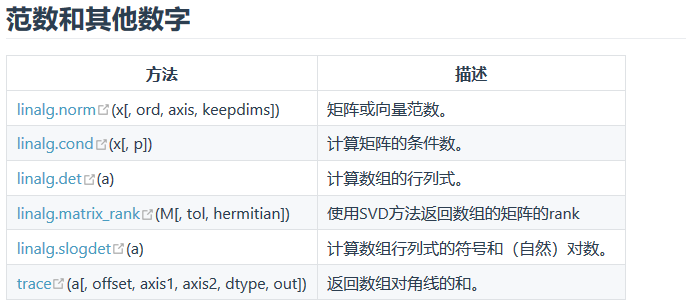 范数和其他数字
方法 描述
linalg.norm(x[, ord, axis, keepdims]) 矩阵或向量范数。
linalg.cond(x[, p]) 计算矩阵的条件数。
linalg.det(a) 计算数组的行列式。
linalg.matrix_rank(M[, tol, hermitian]) 使用SVD方法返回数组的矩阵的rank
linalg.slogdet(a) 计算数组行列式的符号和（自然）对数。
trace(a[, offset, axis1, axis2, dtype, out]) 返回数组对角线的和。